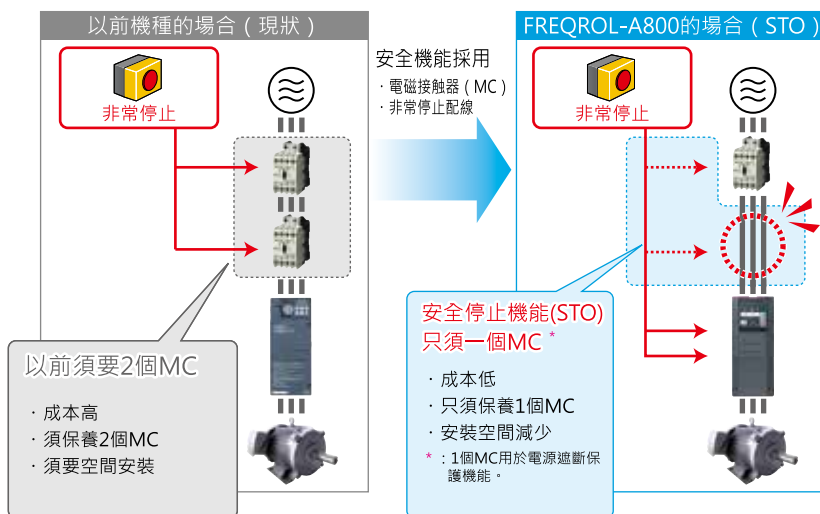 以前機種的場合（現狀）
非常停止
以前須要2個MC
・成本高
・須保養2個MC
・須要空間安裝
安全機能採用
・電磁接触器（MC）
・非常停止配線
FREQROL-A800的場合（STO）
非常停止
安全停止機能(STO)
只須一個MC *
・成本低
・只須保養1個MC
・安裝空間減少
*：1個MC用於電源遮斷保
護機能。